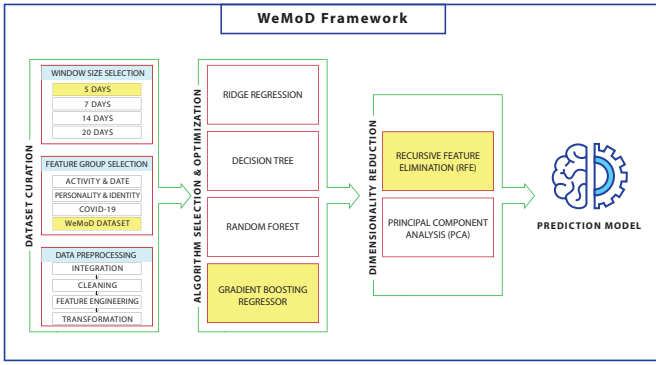 WeMoD Framework
DATASET CURATION
WINDOW SIZE SELECTION
5 DAYS
7 DAYS
14 DAYS
20 DAYS
FEATURE GROUP SELECTION
ACTIVITY & DATE
PERSONALITY & IDENTITY
COVID-19
WeMoD DATASET
DATA PREPROCESSING
INTEGRATION
CLEANING
FEATURE ENGINEERING
TRANSFORMATION
ALGORITHM SELECTION & OPTIMIZATION
RIDGE REGRESSION
DECISION TREE
RANDOM FOREST
GRADIENT BOOSTING
REGRESSOR
DIMENSIONALITY REDUCTION
RECURSIVE FEATURE
ELIMINATION (RFE)
PRINCIPAL COMPONENT
ANALYSIS (PCA)
PREDICTION MODEL